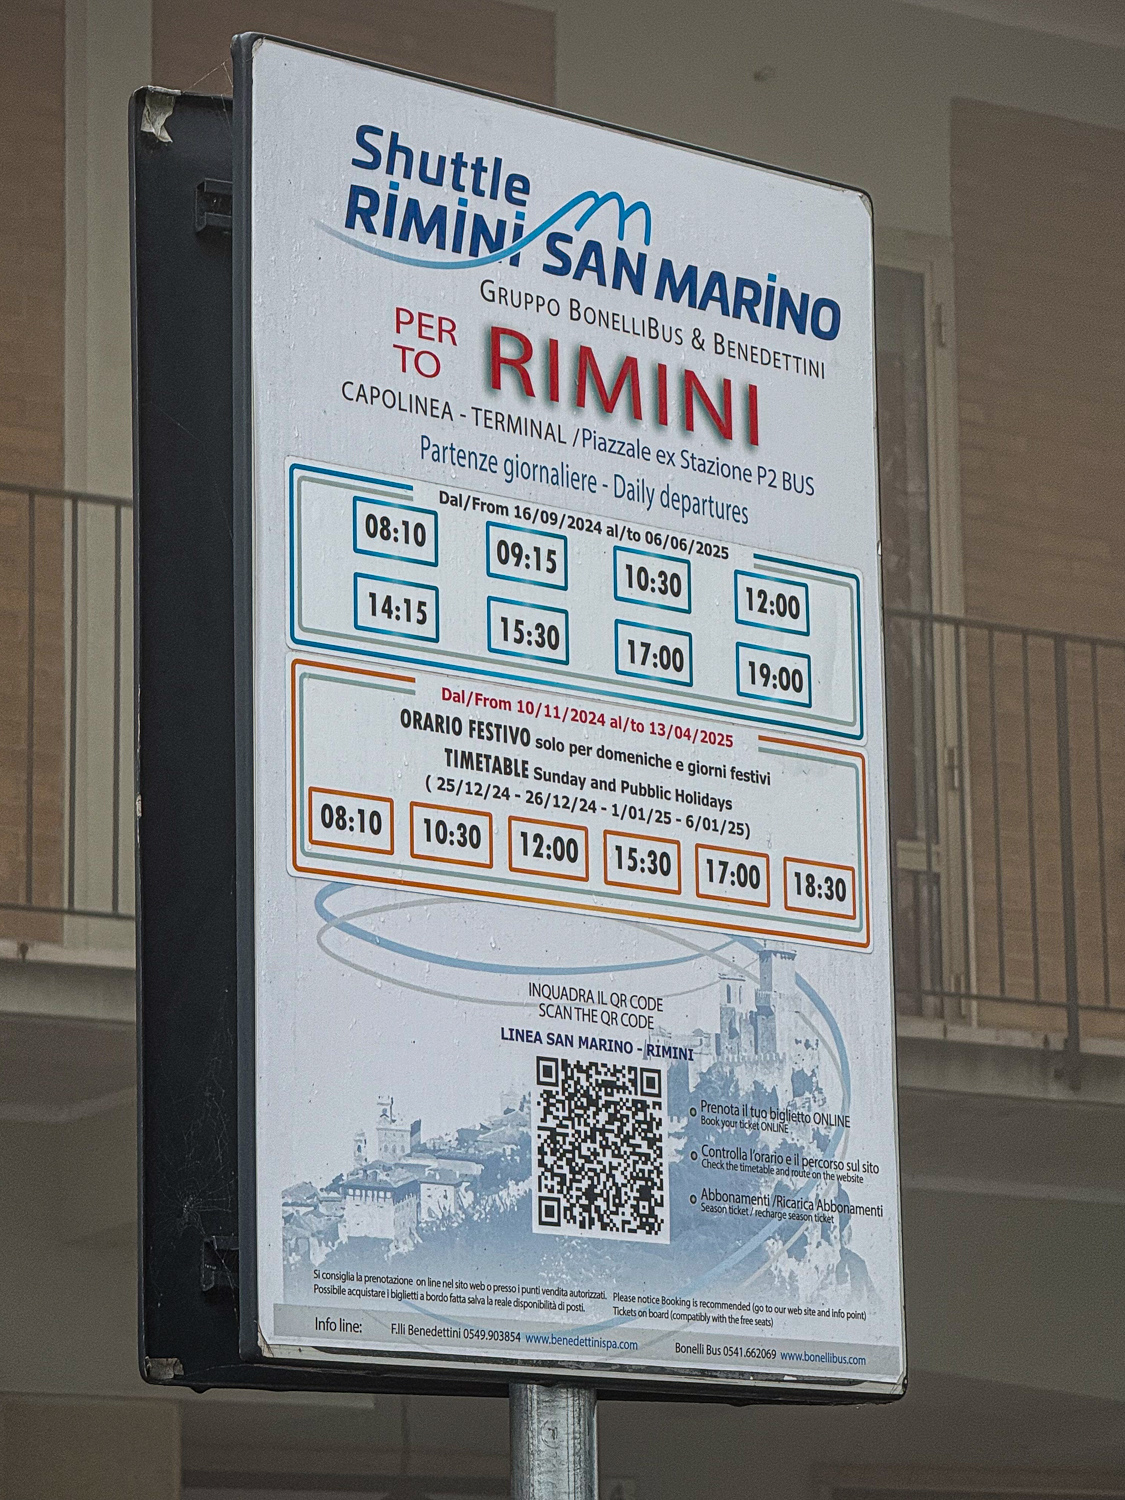 Shuttle
RIMINI SAN MARINO
GRUPPO BONELLIBUS & BENEDETTINI
PER
TO
RIMINI
CAPOLINEA - TERMINAL /Piazzale ex Stazione P2 BUS
Partenze giornaliere - Daily departures
Dal/From 16/09/2024 al/to 06/06/2025
08:10 09:15 10:30 12:00
14:15 15:30 17:00 19:00
Dal/From 10/11/2024 al/to 13/04/2025
ORARIO FESTIVO solo per domeniche e giorni festivi
TIMETABLE Sunday and Pubblic Holidays
( 25/12/24 - 26/12/24 - 1/01/25 - 6/01/25)
08:10 10:30 12:00 15:30 17:00 18:30
INQUADRA IL QR CODE
SCAN THE QR CODE
LINEA SAN MARINO - RIMINI
Prenota il tuo biglietto ONLINE
Book your ticket ONLINE
Controlla l'orario e il percorso sul sito
Check the timetable and route on the website
Abbonamenti /Ricarica Abbonamenti
Season ticket / recharge season ticket
Si consiglia la prenotazione on line nel sito web o presso i punti vendita autorizzati.
Possibile acquistare i biglietti a bordo fatta salva la reale disponibilità di posti.
Please notice Booking is recommended (go to our web site and info point)
Tickets on board (compatibly with the free seats)
Info line: F.lli Benedettini 0549.903854 www.benedettinispa.com Bonelli Bus 0541.662069 www.bonellibus.com